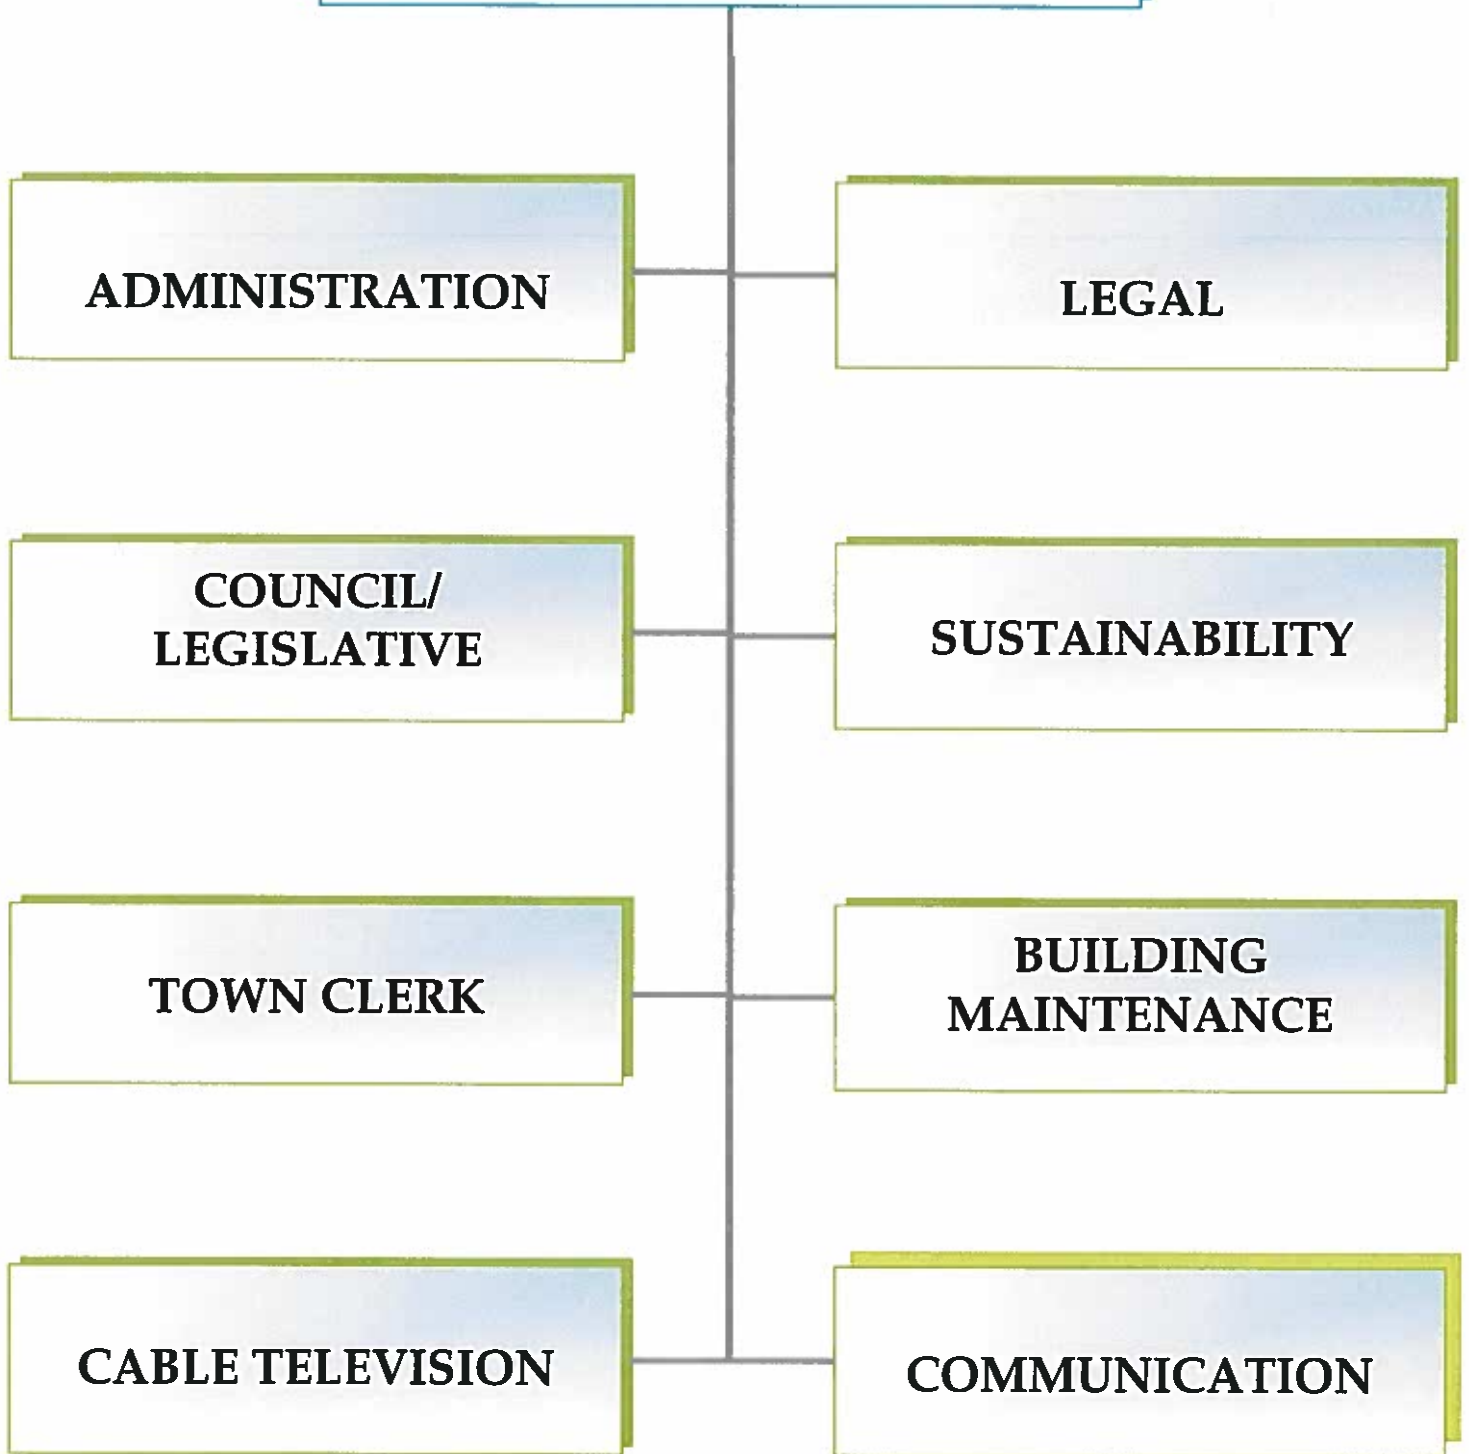 ADMINISTRATION
LEGAL
COUNCIL/
LEGISLATIVE
SUSTAINABILITY
TOWN CLERK
BUILDING
MAINTENANCE
CABLE TELEVISION
COMMUNICATION